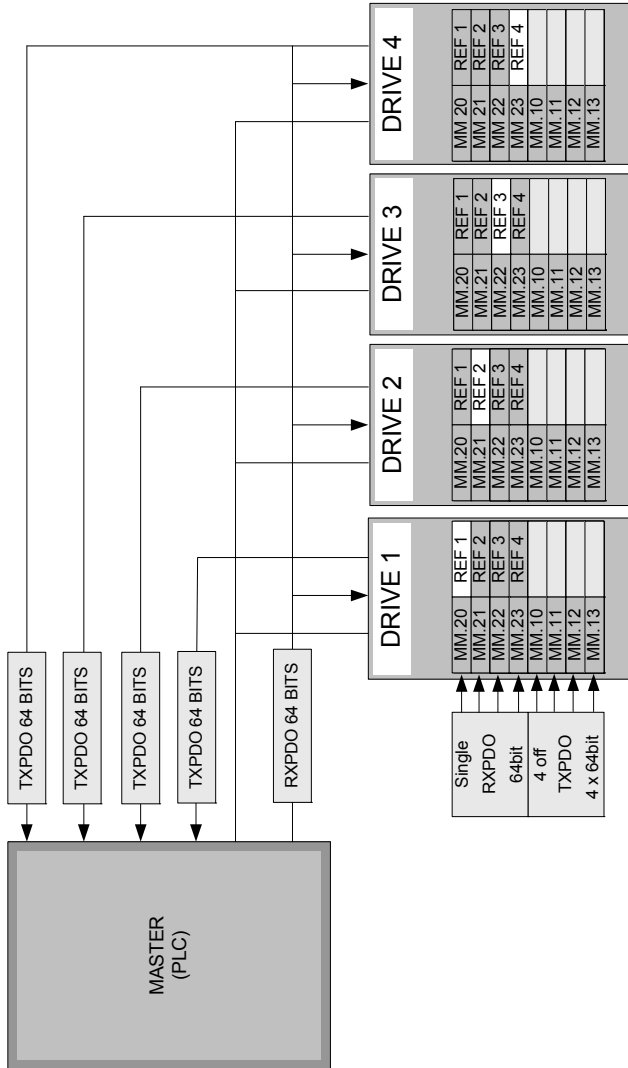 TXPDO 64 BITS
TXPDO 64 BITS
TXPDO 64 BITS
TXPDO 64 BITS
RXPDO 64 BITS
MASTER
(PLC)
Single
RXPDO
64bit
4 off
TXPDO
4 x 64bit
DRIVE 1
MM.20 REF 1
MM.21 REF 2
MM.22 REF 3
MM.23 REF 4
MM.10
MM.11
MM.12
MM.13
DRIVE 2
MM.20 REF 1
MM.21 REF 2
MM.22 REF 3
MM.23 REF 4
MM.10
MM.11
MM.12
MM.13
DRIVE 3
MM.20 REF 1
MM.21 REF 2
MM.22 REF 3
MM.23 REF 4
MM.10
MM.11
MM.12
MM.13
DRIVE 4
MM.20 REF 1
MM.21 REF 2
MM.22 REF 3
MM.23 REF 4
MM.10
MM.11
MM.12
MM.13